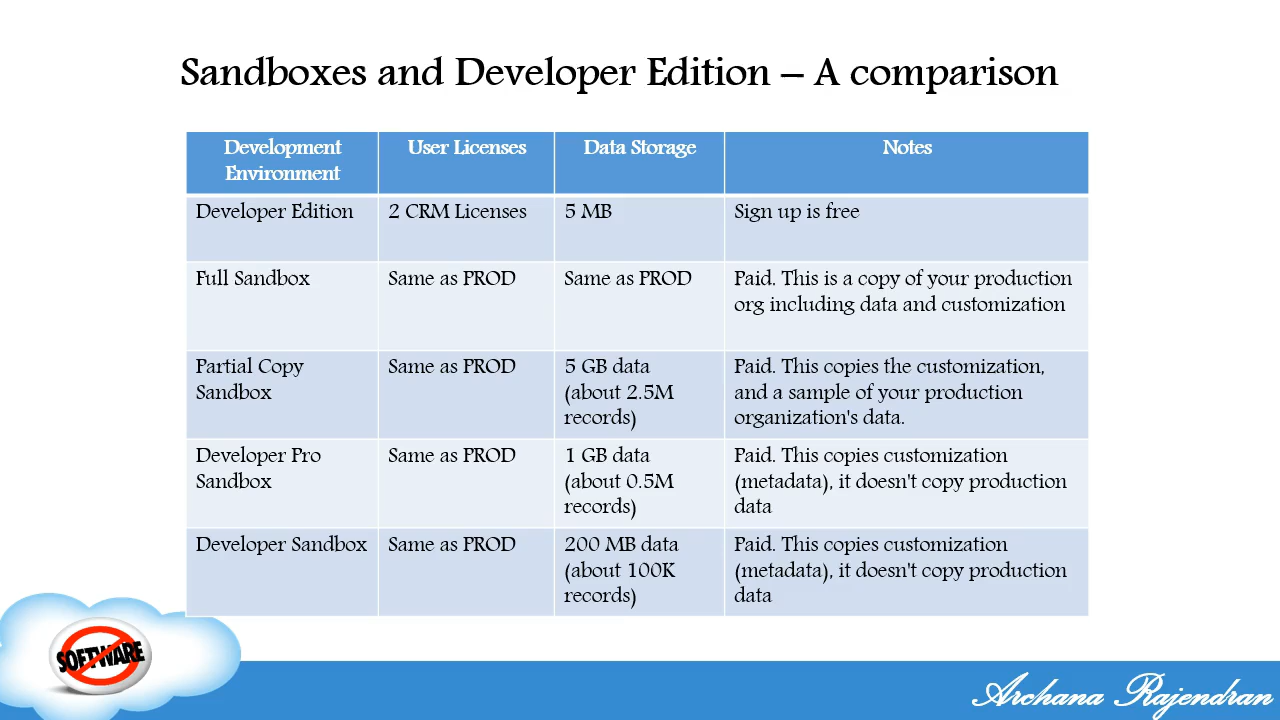 Sandboxes and Developer Edition – A comparison
Development
Environment
User Licenses
Data Storage
Notes
Developer Edition
2 CRM Licenses
5 MB
Sign up is free
Full Sandbox
Same as PROD
Same as PROD
Paid. This is a copy of your production
org including data and customization
Partial Copy
Sandbox
Same as PROD
5 GB data
(about 2.5M
records)
Paid. This copies the customization,
and a sample of your production
organization's data.
Developer Pro
Sandbox
Same as PROD
1 GB data
(about 0.5M
records)
Paid. This copies customization
(metadata), it doesn't copy production
data
Developer Sandbox
Same as PROD
200 MB data
(about 100K
records)
Paid. This copies customization
(metadata), it doesn't copy production
data
SOFTWARE
Archana Rajendran